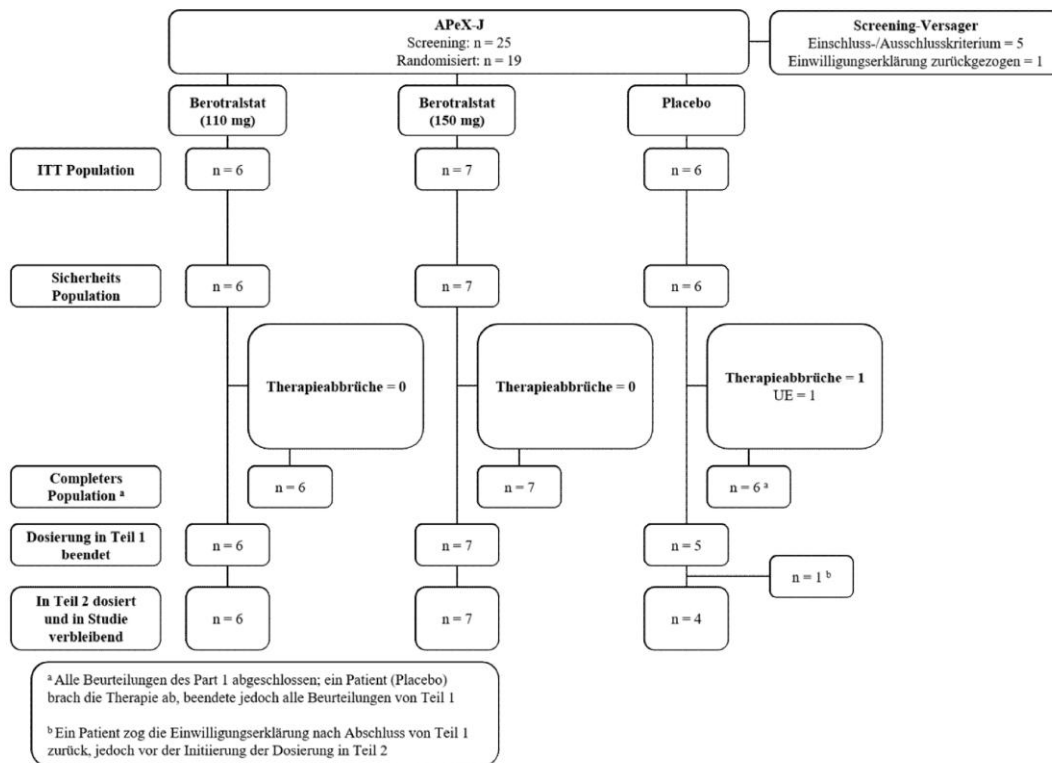 APeX-J
Screening: n = 25
Randomisiert: n = 19
Screening-Versager
Einschluss-/Ausschlusskriterium = 5
Einwilligungserklärung zurückgezogen = 1
Berotralstat
(110 mg)
Berotralstat
(150 mg)
Placebo
ITT Population
n = 6
n = 7
n = 6
Sicherheits
Population
n = 6
n = 7
n = 6
Therapieabbrüche = 0
Therapieabbrüche = 0
Therapieabbrüche = 1
UE = 1
Completers
Population ᵃ
n = 6
n = 7
n = 6 ᵃ
Dosierung in Teil 1
beendet
n = 6
n = 7
n = 5
n = 1 ᵇ
In Teil 2 dosiert
und in Studie
verbleibend
n = 6
n = 7
n = 4
ᵃ Alle Beurteilungen des Part 1 abgeschlossen; ein Patient (Placebo)
brach die Therapie ab, beendete jedoch alle Beurteilungen von Teil 1
ᵇ Ein Patient zog die Einwilligungserklärung nach Abschluss von Teil 1
zurück, jedoch vor der Initiierung der Dosierung in Teil 2